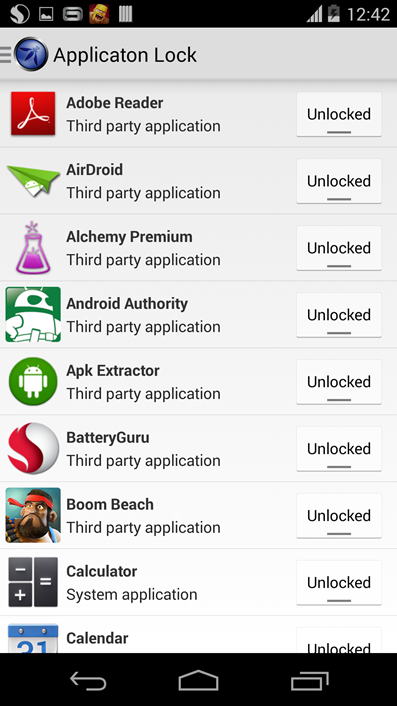 12:42
Applicaton Lock
Adobe Reader
Third party application
Unlocked
AirDroid
Third party application
Unlocked
Alchemy Premium
Third party application
Unlocked
Android Authority
Third party application
Unlocked
Apk Extractor
Third party application
Unlocked
BatteryGuru
Third party application
Unlocked
Boom Beach
Third party application
Unlocked
Calculator
System application
Unlocked
Calendar
Unlocked
31